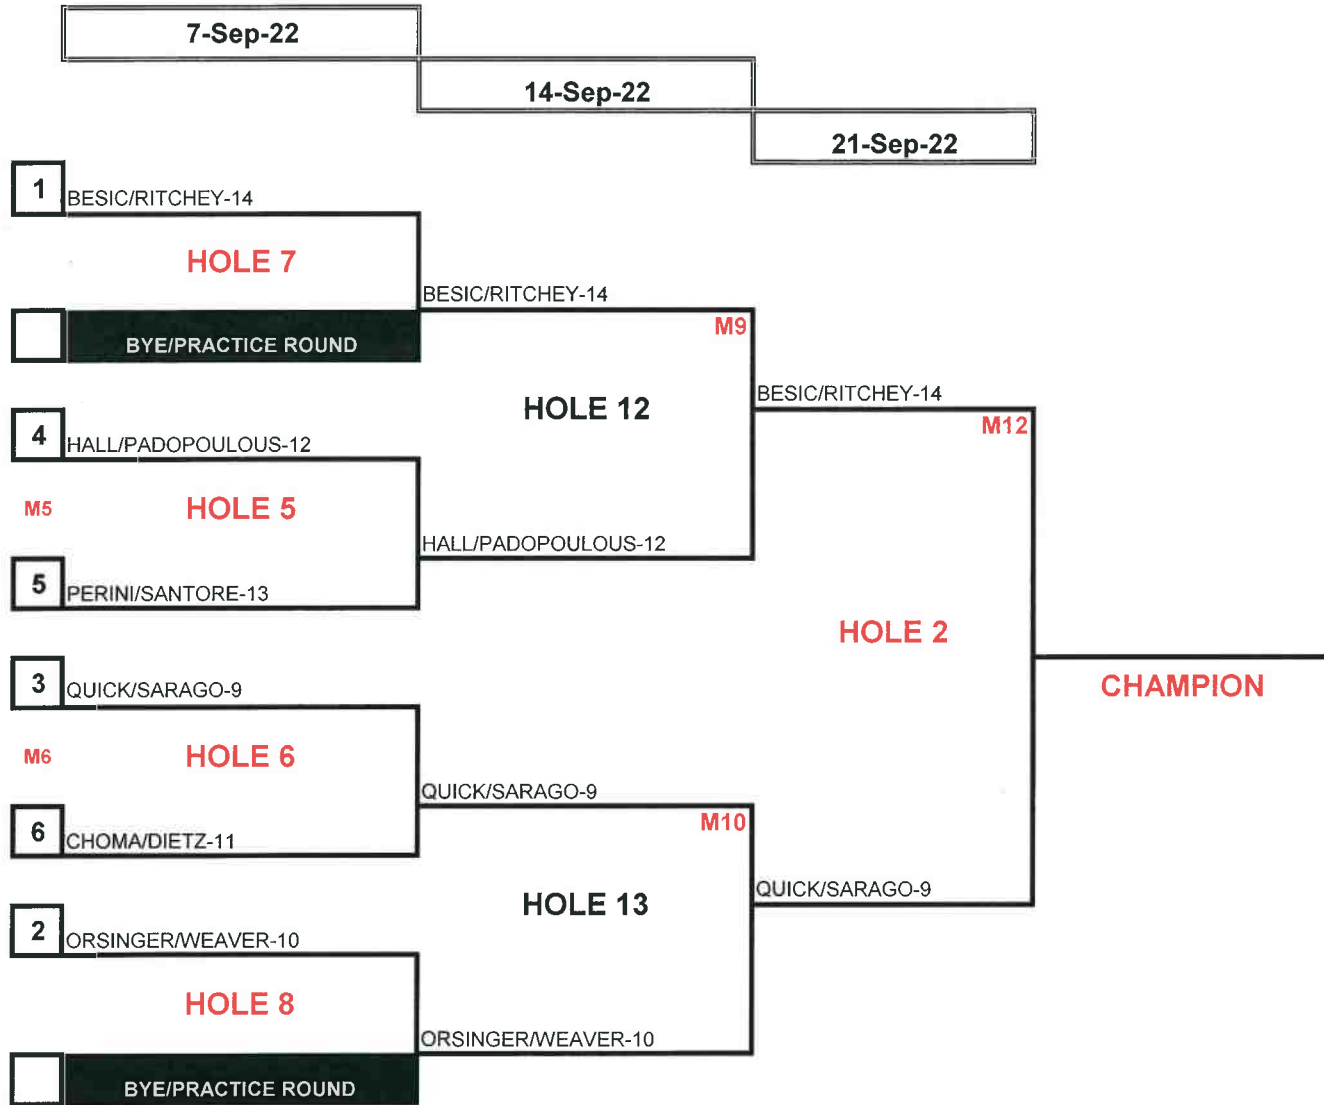 7-Sep-22
14-Sep-22
21-Sep-22
1
BESIC/RITCHEY-14
HOLE 7
BESIC/RITCHEY-14
M9
BYE/PRACTICE ROUND
HOLE 12
BESIC/RITCHEY-14
M12
4
HALL/PADOPOULOUS-12
M5
HOLE 5
HALL/PADOPOULOUS-12
5
PERINI/SANTORE-13
HOLE 2
3
QUICK/SARAGO-9
CHAMPION
M6
HOLE 6
QUICK/SARAGO-9
M10
6
CHOMA/DIETZ-11
HOLE 13
QUICK/SARAGO-9
2
ORSINGER/WEAVER-10
HOLE 8
ORSINGER/WEAVER-10
BYE/PRACTICE ROUND